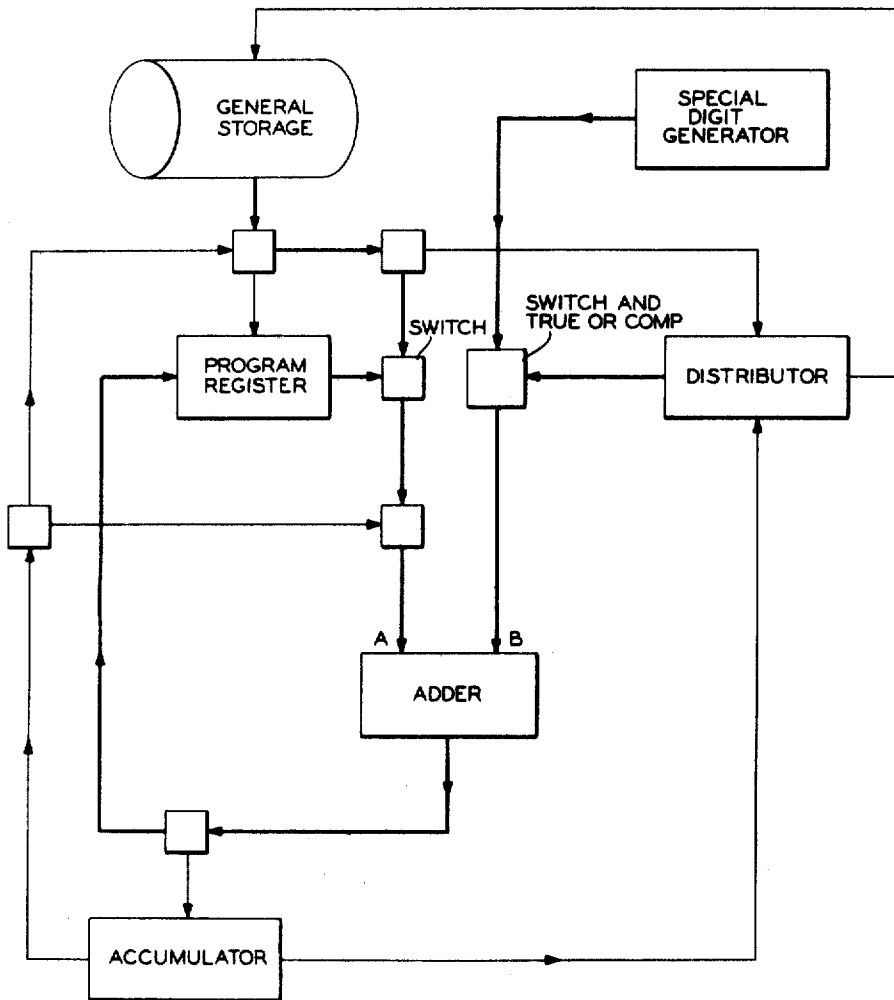 GENERAL
STORAGE
SPECIAL
DIGIT
GENERATOR
SWITCH
SWITCH AND
TRUE OR COMP
PROGRAM
REGISTER
DISTRIBUTOR
A
B
ADDER
ACCUMULATOR